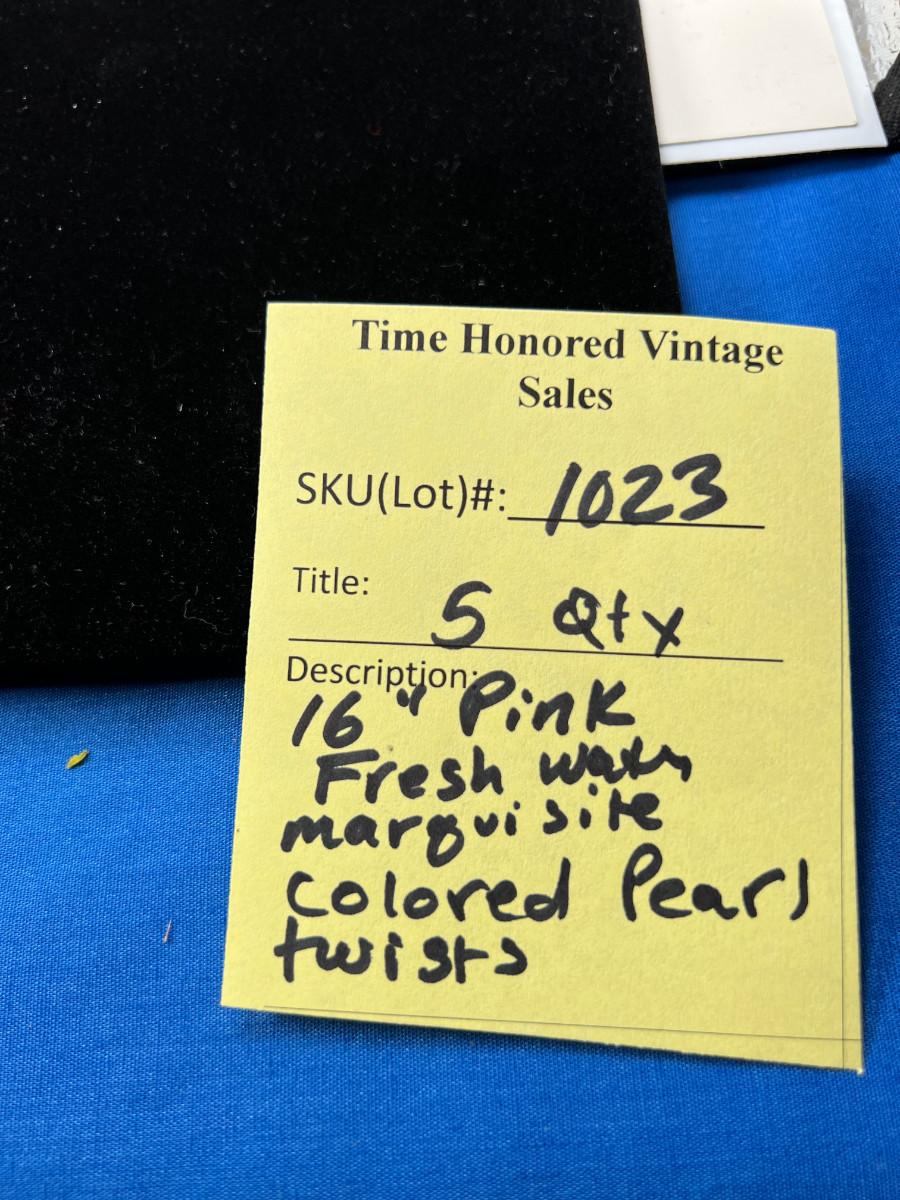 Time Honored Vintage
Sales
SKU(Lot)#: 1023
Title: 5 Qty
Description:
16" Pink
Fresh water
marquisite
Colored Pearl
twists